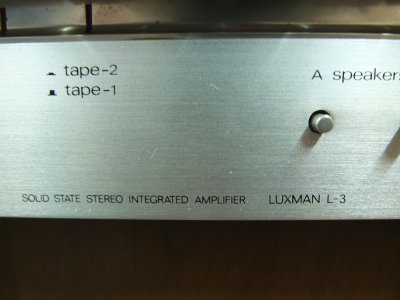 tape-2
tape-1
A speakers
SOLID STATE STEREO INTEGRATED AMPLIFIER LUXMAN L-3